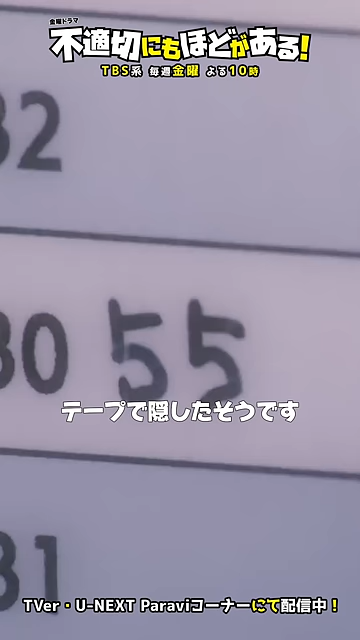 金曜ドラマ
不適切にもほどがある!
TBS系 毎週金曜 よる10時
32
30 55
テープで隠したそうです
31
TVer・U-NEXT Paraviコーナーにて配信中!